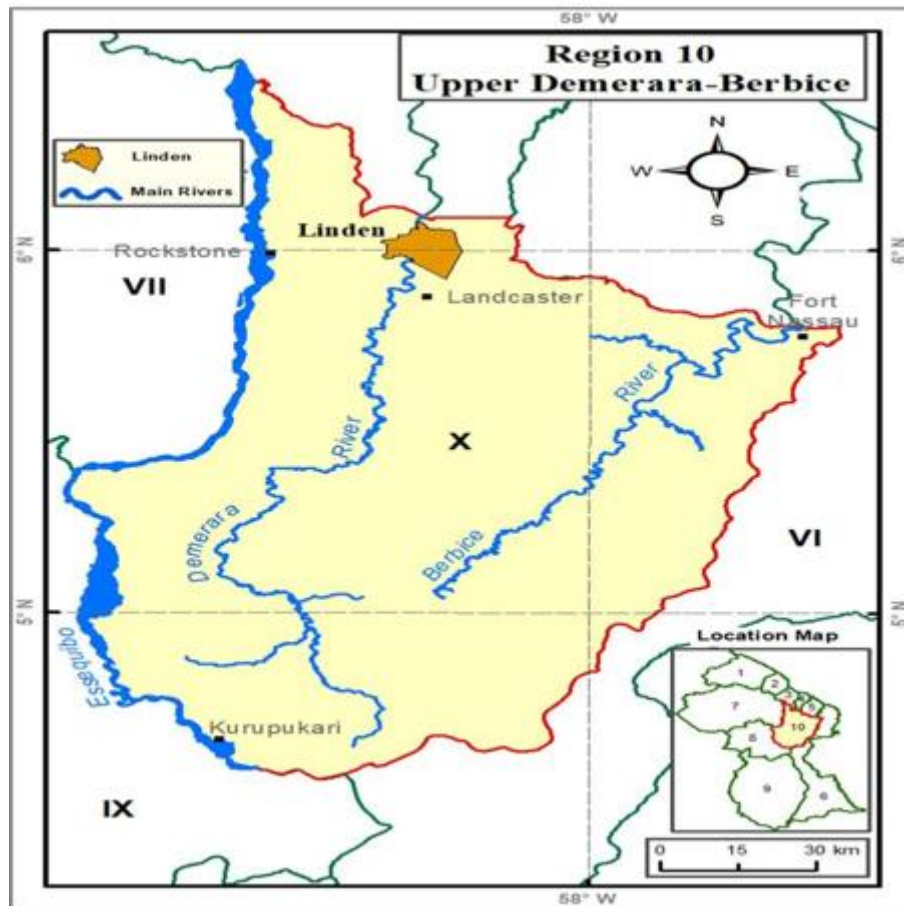 58° W
Region 10
Upper Demerara-Berbice
N
W
E
S
Linden
Main Rivers
Linden
6° N
Rockstone
6° N
VII
Landcaster
Fort
Nassau
River
River
X
Demerara
Berbice
VI
5° N
5° N
Essequibo
Location Map
1
2
3
5
7
10
8
9
6
Kurupukari
IX
0 15 30 km
58° W